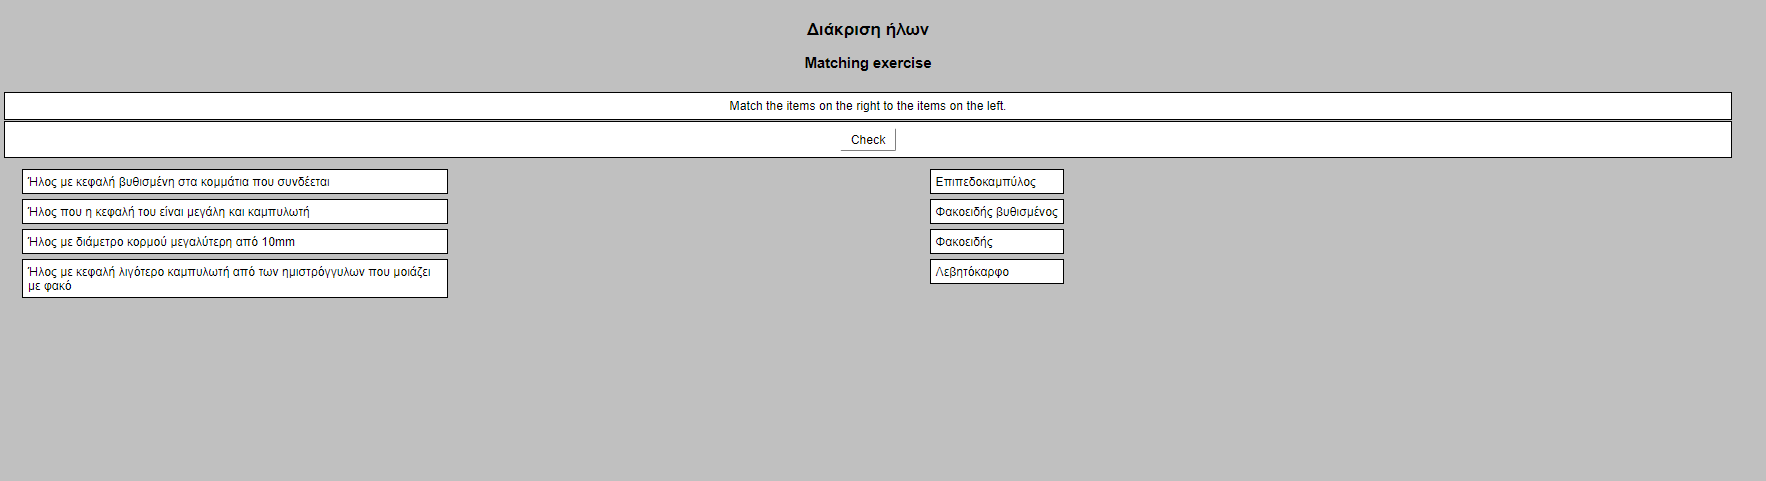 Διάκριση ήλων
Matching exercise
Match the items on the right to the items on the left.
Check
Ήλος με κεφαλή βυθισμένη στα κομμάτια που συνδέεται
Επιπεδοκαμπύλος
Ήλος που η κεφαλή του είναι μεγάλη και καμπυλωτή
Φακοειδής βυθισμένος
Ήλος με διάμετρο κορμού μεγαλύτερη από 10mm
Φακοειδής
Ήλος με κεφαλή λιγότερο καμπυλωτή από των ημιστρόγγυλων που μοιάζει
με φακό
Λεβητόκαρφο